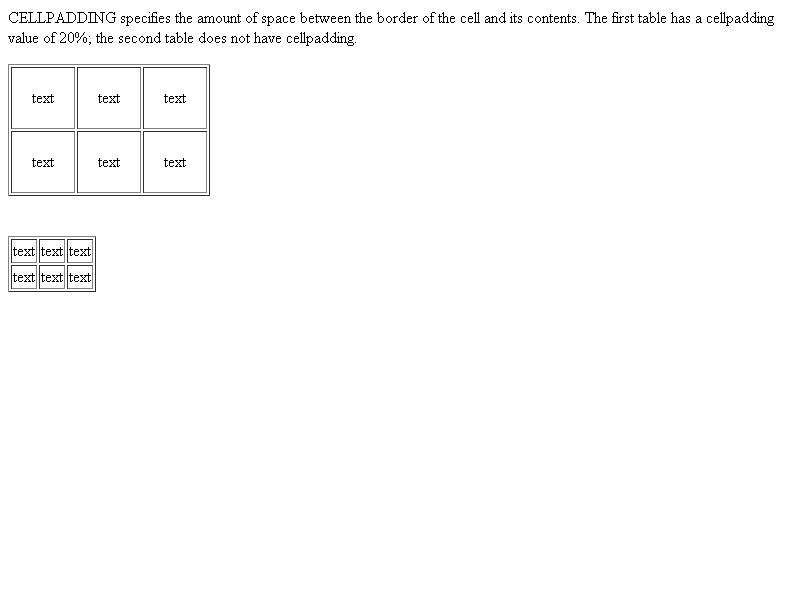 CELLPADDING specifies the amount of space between the border of the cell and its contents. The first table has a cellpadding
value of 20%; the second table does not have cellpadding.
text text text
text text text
text text text
text text text